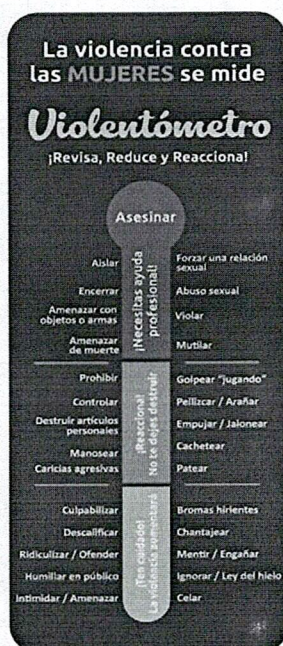 La violencia contra
las MUJERES se mide
Violentómetro
¡Revisa, Reduce y Reacciona!
Asesinar
¡Necesitas ayuda
profesional!
Aislar
Encerrar
Amenazar con
objetos o armas
Amenazar
de muerte
Forzar una relación
sexual
Abuso sexual
Violar
Mutilar
¡Reacciona!
No te dejes destruir
Prohibir
Controlar
Destruir artículos
personales
Manosear
Caricias agresivas
Golpear "jugando"
Pellizcar / Arañar
Empujar / Jalonear
Cachetear
Patear
¡Ten cuidado!
La violencia aumentará
Culpabilizar
Descalificar
Ridiculizar / Ofender
Humillar en público
Intimidar / Amenazar
Bromas hirientes
Chantajear
Mentir / Engañar
Ignorar / Ley del hielo
Celar